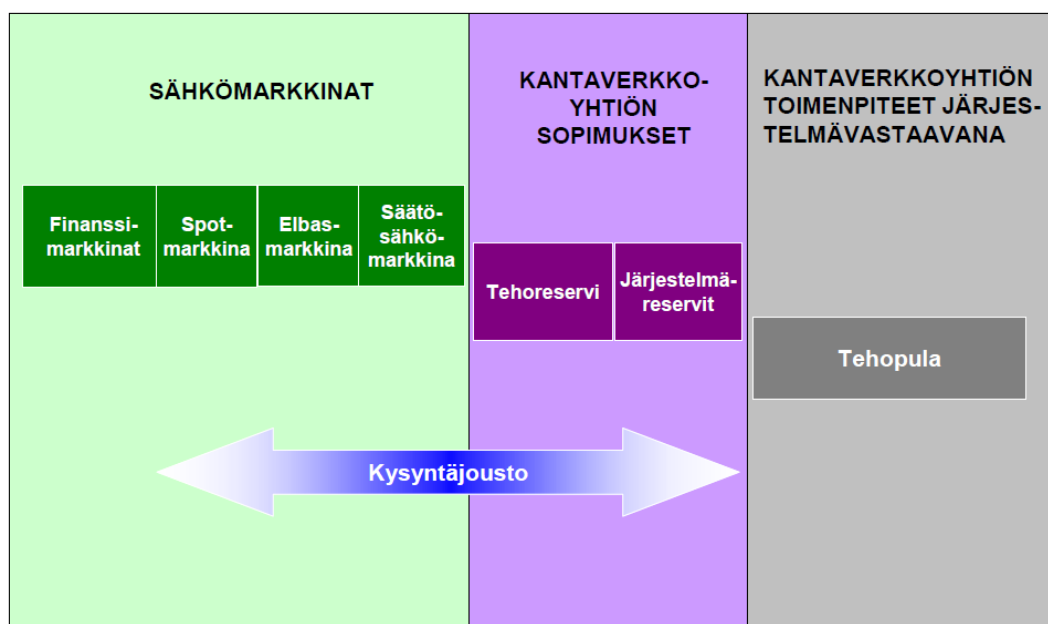 SÄHKÖMARKKINAT
KANTAVERKKO-
YHTIÖN
SOPIMUKSET
KANTAVERKKOYHTIÖN
TOIMENPITEET JÄRJES-
TELMÄVASTAAVANA
Finanssi-
markkinat
Spot-
markkina
Elbas-
markkina
Säätö-
sähkö-
markkina
Tehoreservi
Järjestelmä-
reservit
Tehopula
Kysyntäjousto